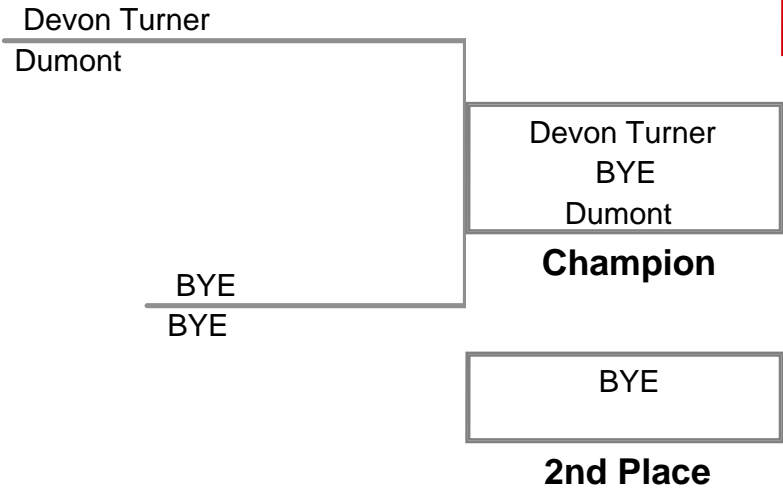 Devon Turner
Dumont
Devon Turner
BYE
Dumont
Champion
BYE
BYE
BYE
2nd Place